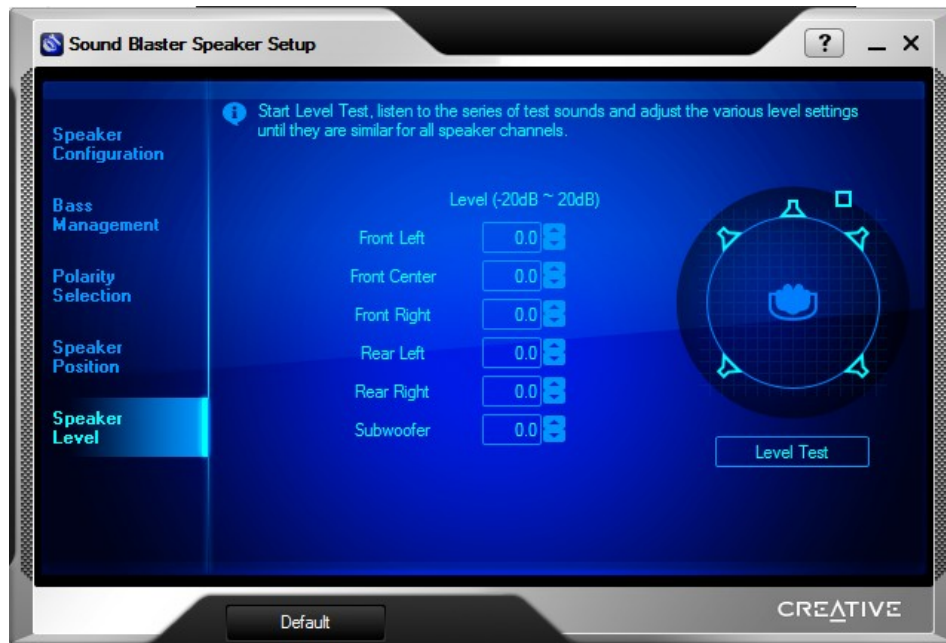 Sound Blaster Speaker Setup
?
Speaker
Configuration
Bass
Management
Polarity
Selection
Speaker
Position
Speaker
Level
Start Level Test, listen to the series of test sounds and adjust the various level settings
until they are similar for all speaker channels.
Level (-20dB ~ 20dB)
Front Left 0.0
Front Center 0.0
Front Right 0.0
Rear Left 0.0
Rear Right 0.0
Subwoofer 0.0
Level Test
Default
CREATIVE